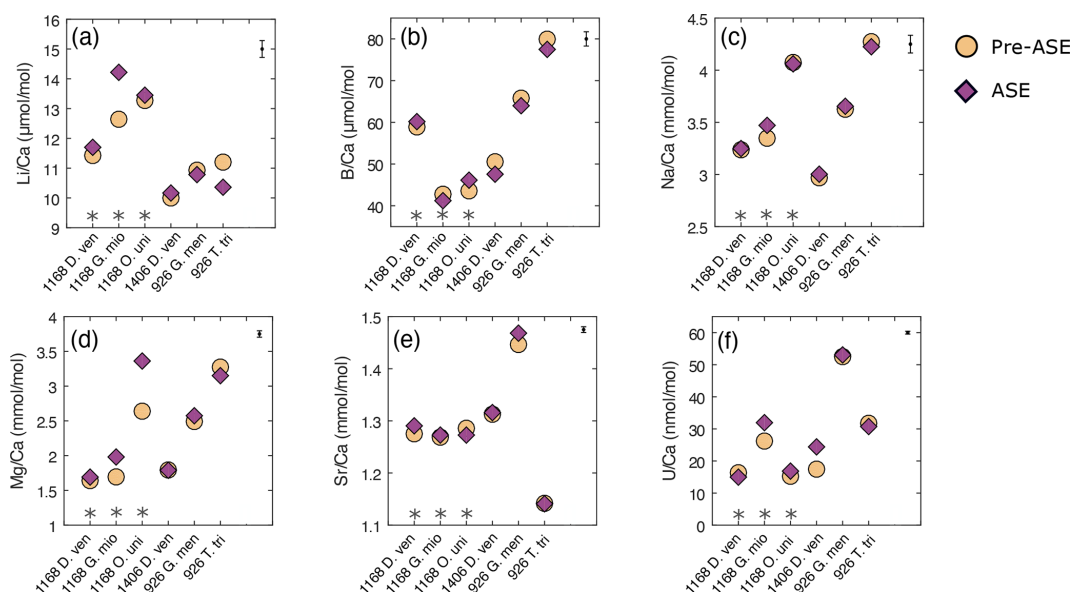 (a)
Li/Ca (μmol/mol)
16
15
14
13
12
11
10
9
* * *
1168 D. ven
1168 G. mio
1168 O. uni
1406 D. ven
926 G. men
926 T. tri
(b)
B/Ca (μmol/mol)
80
70
60
50
40
* * *
1168 D. ven
1168 G. mio
1168 O. uni
1406 D. ven
926 G. men
926 T. tri
(c)
Na/Ca (mmol/mol)
4.5
4
3.5
3
2.5
* * *
1168 D. ven
1168 G. mio
1168 O. uni
1406 D. ven
926 G. men
926 T. tri
Pre-ASE
ASE
(d)
Mg/Ca (mmol/mol)
4
3.5
3
2.5
2
1.5
1
* * *
1168 D. ven
1168 G. mio
1168 O. uni
1406 D. ven
926 G. men
926 T. tri
(e)
Sr/Ca (mmol/mol)
1.5
1.4
1.3
1.2
1.1
* * *
1168 D. ven
1168 G. mio
1168 O. uni
1406 D. ven
926 G. men
926 T. tri
(f)
U/Ca (nmol/mol)
60
50
40
30
20
10
0
* * *
1168 D. ven
1168 G. mio
1168 O. uni
1406 D. ven
926 G. men
926 T. tri